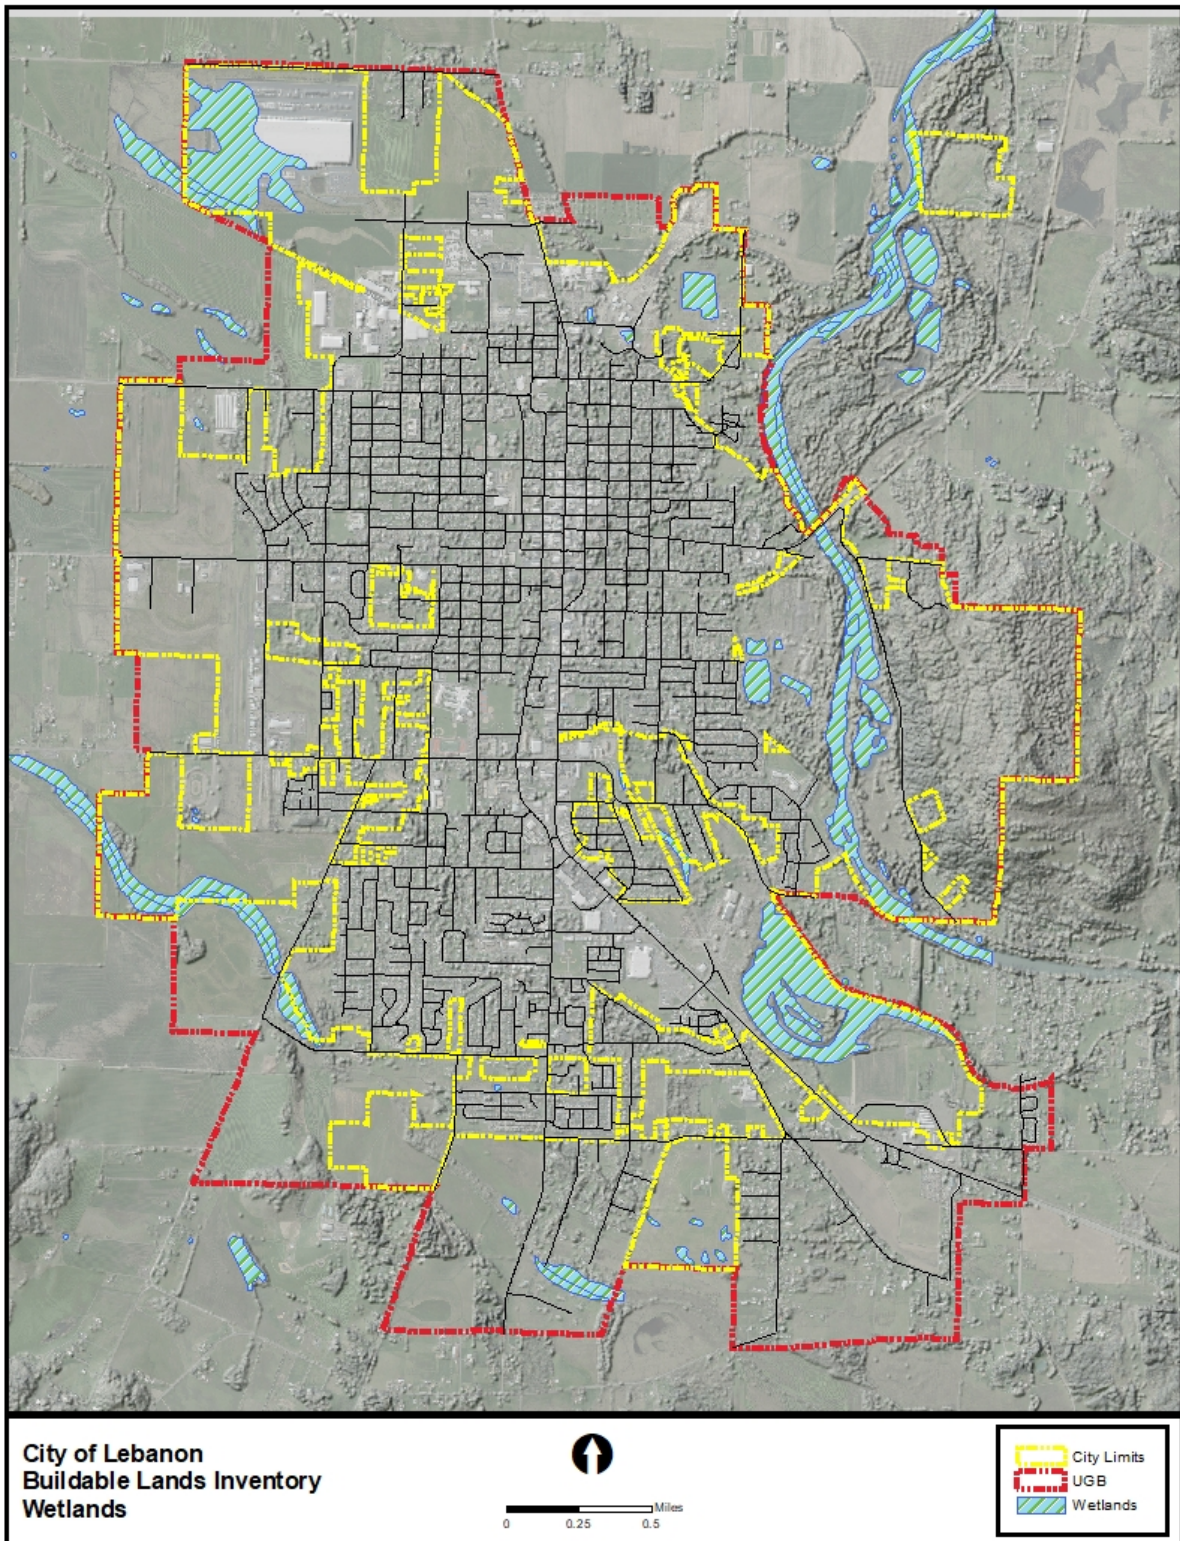 City of Lebanon
Buildable Lands Inventory
Wetlands
Miles
0 0.25 0.5
City Limits
UGB
Wetlands